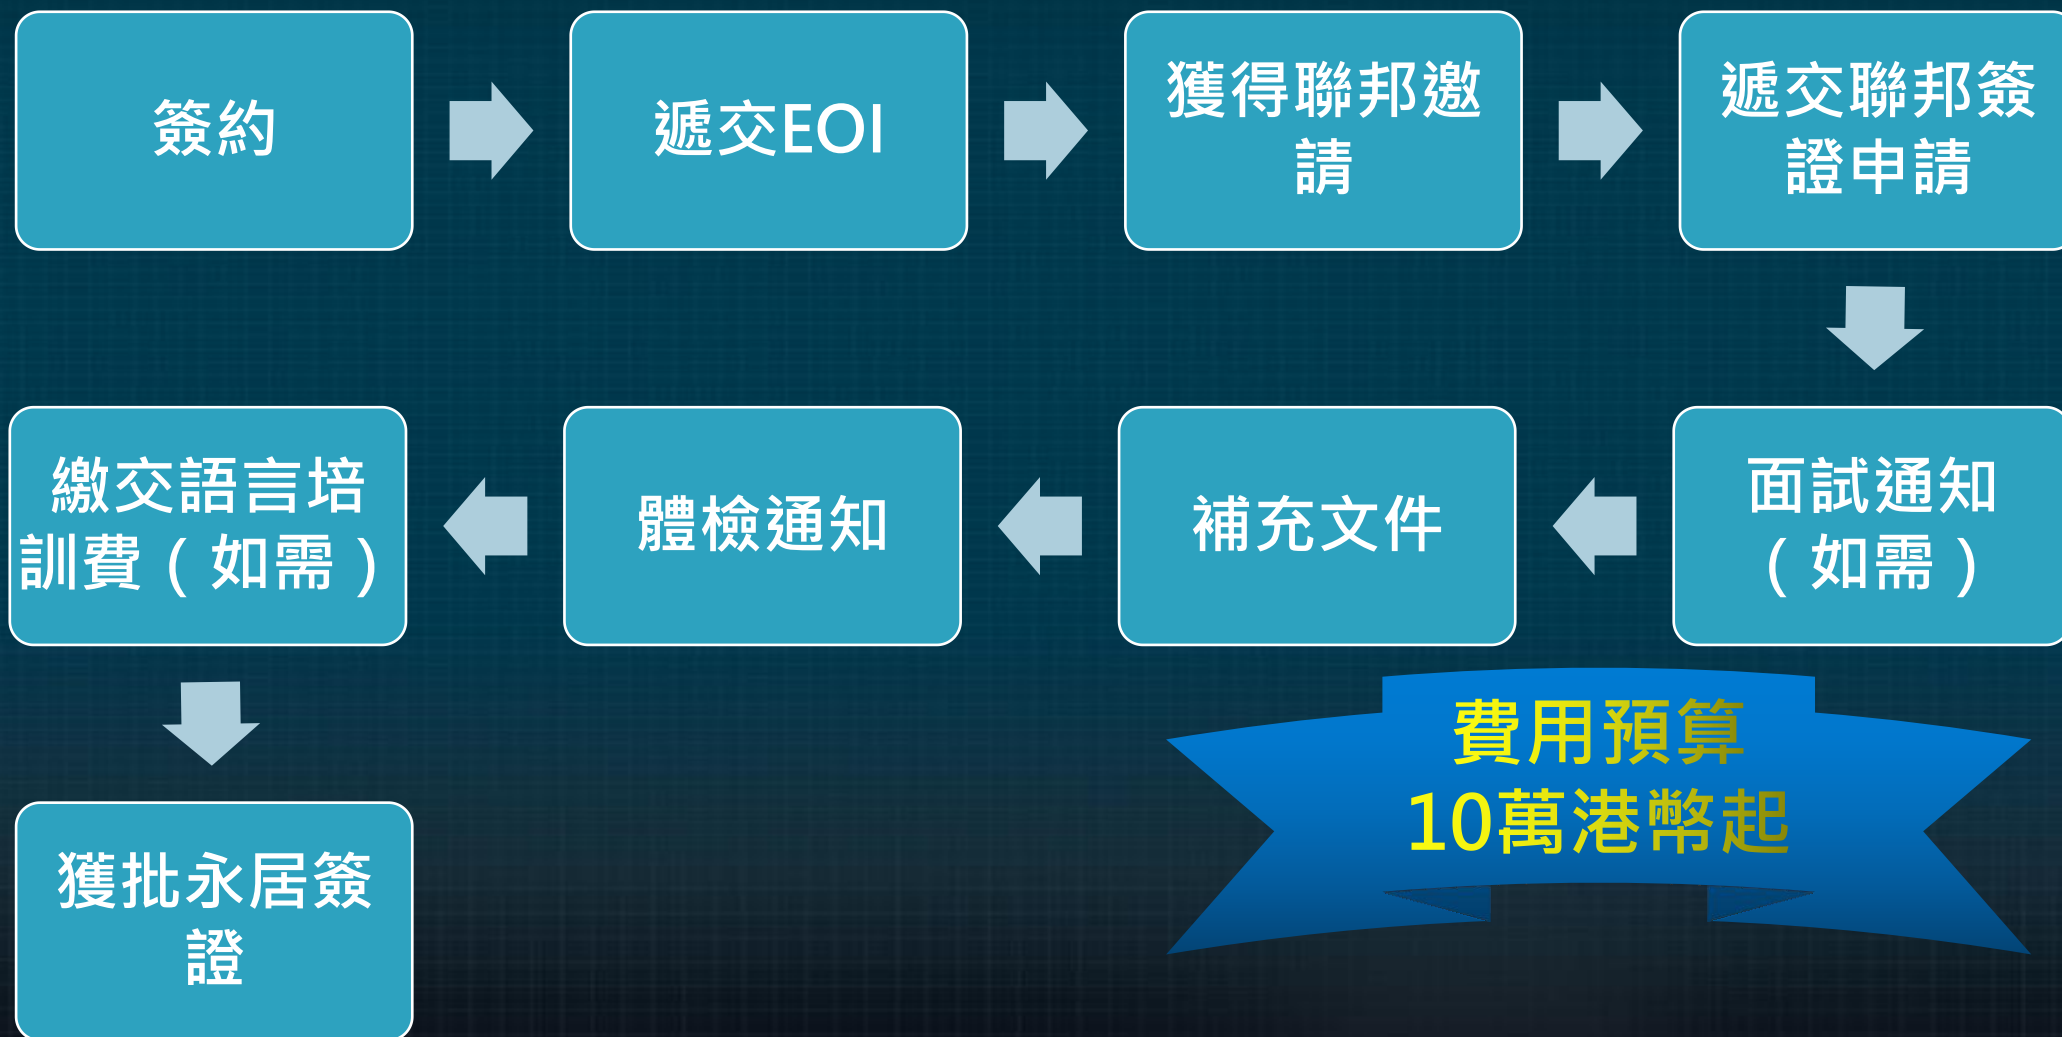 簽約
遞交EOI
獲得聯邦邀
請
遞交聯邦簽
證申請
面試通知
（如需）
補充文件
體檢通知
繳交語言培
訓費（如需）
獲批永居簽
證
費用預算
10萬港幣起